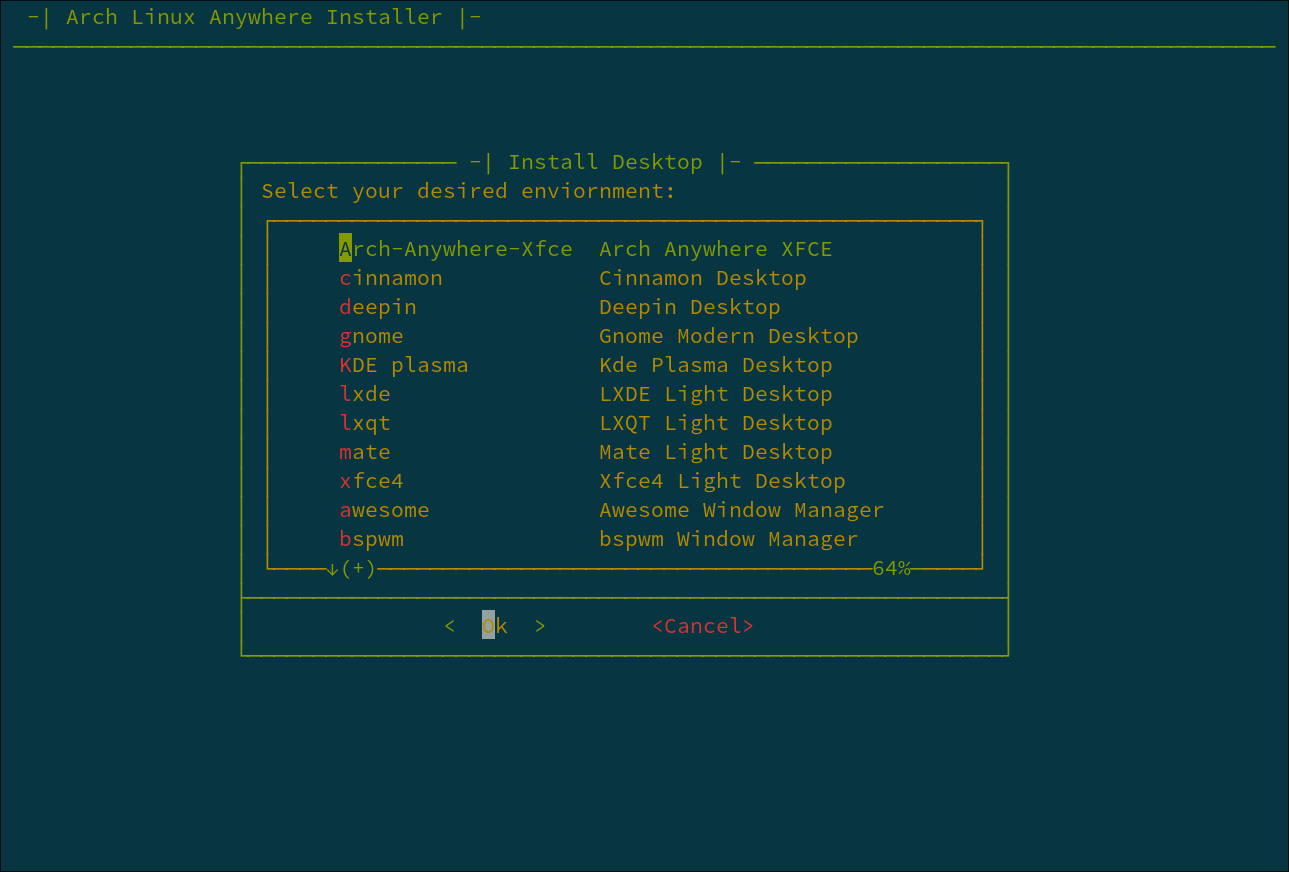 -| Arch Linux Anywhere Installer |-
-| Install Desktop |-
Select your desired enviornment:
Arch-Anywhere-Xfce Arch Anywhere XFCE
cinnamon Cinnamon Desktop
deepin Deepin Desktop
gnome Gnome Modern Desktop
KDE plasma Kde Plasma Desktop
lxde LXDE Light Desktop
lxqt LXQT Light Desktop
mate Mate Light Desktop
xfce4 Xfce4 Light Desktop
awesome Awesome Window Manager
bspwm bspwm Window Manager
↓(+) 64%
< Ok > <Cancel>